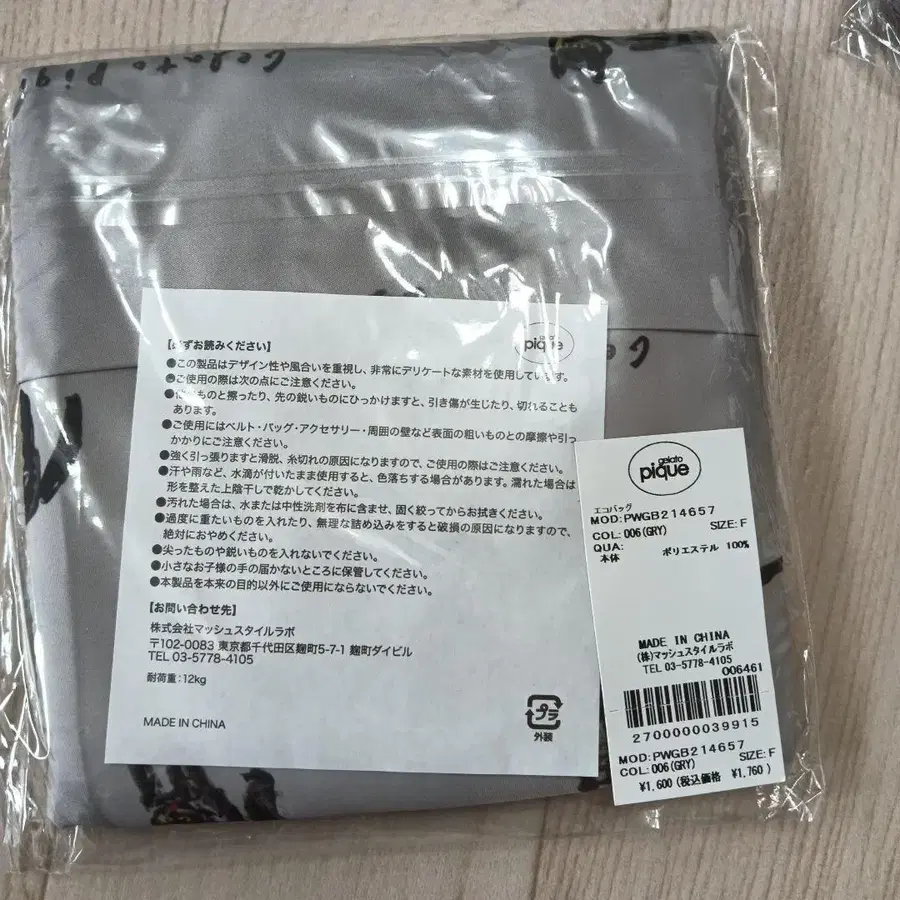 Gelato Piq
Ge
【必ずお読みください】
gelato
pique
●この製品はデザイン性や風合いを重視し、非常にデリケートな素材を使用しています。
●ご使用の際は次の点にご注意ください。
●他のものと擦ったり、先の鋭いものにひっかけますと、引き傷が生じたり、切れることも
あります。
●ご使用にはベルト・バッグ・アクセサリー・周囲の壁など表面の粗いものとの摩擦や引っ
かかりにご注意ください。
●強く引っ張りますと滑脱、糸切れの原因になりますので、ご使用の際はご注意ください。
●汗や雨など、水滴が付いたまま使用すると、色落ちする場合があります。濡れた場合は
形を整えた上陰干しで乾かしてください。
●汚れた場合は、水または中性洗剤を布に含ませ、固く絞ってからお拭きください。
●過度に重たいものを入れたり、無理な詰め込みをすると破損の原因になりますので、
絶対におやめください。
●尖ったものや鋭いものを入れないでください。
●小さなお子様の手の届かないところに保管してください。
●本製品を本来の目的以外にご使用にならないでください。
【お問い合わせ先】
株式会社マッシュスタイルラボ
〒102-0083 東京都千代田区麹町5-7-1 麹町ダイビル
TEL 03-5778-4105
耐荷重:12kg
MADE IN CHINA
プラ
外装
gelato
pique
エコバッグ
MOD:PWGB214657
COL:006(GRY) SIZE:F
QUA:
本体 ポリエステル 100%
MADE IN CHINA
(株)マッシュスタイルラボ
TEL 03-5778-4105
006461
2700000039915
MOD:PWGB214657
COL:006(GRY) SIZE:F
¥1,600(税込価格 ¥1,760)